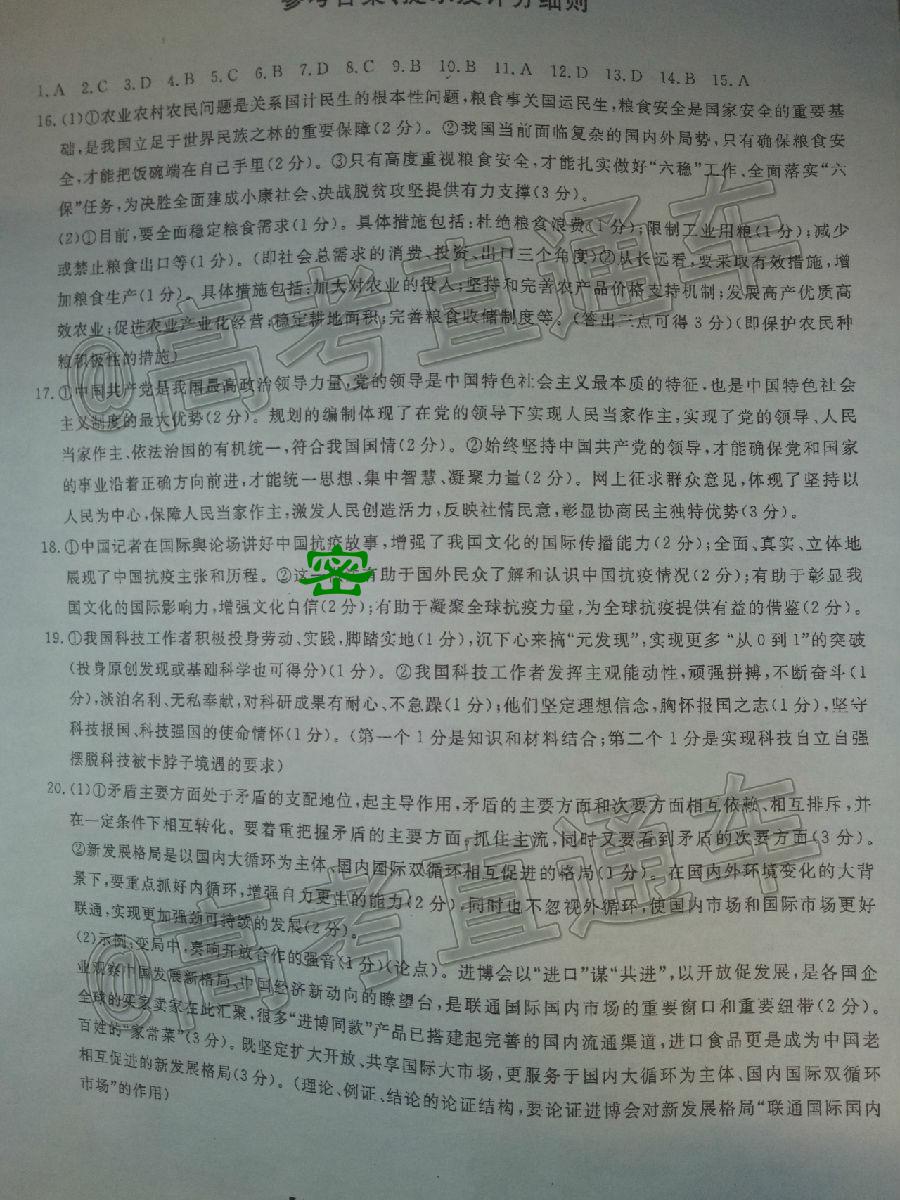 参考答案、提示及评分细则
1.A 2.C 3.D 4.B 5.C 6.B 7.D 8.C 9.B 10.B 11.A 12.D 13.D 14.B 15.A
16.(1)①农业农村农民问题是关系国计民生的根本性问题,粮食事关国运民生,粮食安全是国家安全的重要基
础,是我国立足于世界民族之林的重要保障(2分)。②我国当前面临复杂的国内外局势,只有确保粮食安
全,才能把饭碗端在自己手里(2分)。③只有高度重视粮食安全,才能扎实做好“六稳”工作、全面落实“六
保”任务,为决胜全面建成小康社会、决战脱贫攻坚提供有力支撑(3分)。
(2)①目前,要全面稳定粮食需求(1分)。具体措施包括:杜绝粮食浪费(1分);限制工业用粮(1分);减少
或禁止粮食出口等(1分)。(即社会总需求的消费、投资、出口三个角度)②从长远看,要采取有效措施,增
加粮食生产(1分)。具体措施包括:加大对农业的投入;坚持和完善农产品价格支持机制;发展高产优质高
效农业;促进农业产业化经营;稳定耕地面积;完善粮食收储制度等。(答出三点可得3分)(即保护农民种
粮积极性的措施)
17.①中国共产党是我国最高政治领导力量,党的领导是中国特色社会主义最本质的特征,也是中国特色社会
主义制度的最大优势(2分)。规划的编制体现了在党的领导下实现人民当家作主,实现了党的领导、人民
当家作主、依法治国的有机统一,符合我国国情(2分)。②始终坚持中国共产党的领导,才能确保党和国家
的事业沿着正确方向前进,才能统一思想、集中智慧、凝聚力量(2分)。网上征求群众意见,体现了坚持以
人民为中心,保障人民当家作主,激发人民创造活力,反映社情民意,彰显协商民主独特优势(3分)。
18.①中国记者在国际舆论场讲好中国抗疫故事,增强了我国文化的国际传播能力(2分);全面、真实、立体地
展现了中国抗疫主张和历程。②这密有助于国外民众了解和认识中国抗疫情况(2分);有助于彰显我
国文化的国际影响力,增强文化自信(2分);有助于凝聚全球抗疫力量,为全球抗疫提供有益的借鉴(2分)。
19.①我国科技工作者积极投身劳动、实践,脚踏实地(1分),沉下心来搞“元发现”,实现更多“从0到1”的突破
(投身原创发现或基础科学也可得分)(1分)。②我国科技工作者发挥主观能动性,顽强拼搏,不断奋斗(1
分),淡泊名利、无私奉献,对科研成果有耐心、不急躁(1分);他们坚定理想信念,胸怀报国之志(1分),坚守
科技报国、科技强国的使命情怀(1分)。(第一个1分是知识和材料结合;第二个1分是实现科技自立自强
摆脱科技被卡脖子境遇的要求)
20.(1)①矛盾主要方面处于矛盾的支配地位,起主导作用,矛盾的主要方面和次要方面相互依赖、相互排斥,并
在一定条件下相互转化。要着重把握矛盾的主要方面,抓住主流,同时又要看到矛盾的次要方面(3分)。
②新发展格局是以国内大循环为主体、国内国际双循环相互促进的格局(1分)。在国内外环境变化的大背
景下,要重点抓好内循环,增强自力更生的能力(2分),同时也不忽视外循环,使国内市场和国际市场更好
联通,实现更加强劲可持续的发展(2分)。
(2)示例:变局中,奏响开放合作的强音(1分)(论点)。进博会以“进口”谋“共进”,以开放促发展,是各国企
业观察中国发展新格局、中国经济新动向的瞭望台,是联通国际国内市场的重要窗口和重要纽带(2分)。
全球的买家卖家在此汇聚,很多“进博同款”产品已搭建起完善的国内流通渠道,进口食品更是成为中国老
百姓的“家常菜”(3分)。既坚定扩大开放、共享国际大市场,更服务于国内大循环为主体、国内国际双循环
相互促进的新发展格局(3分)。(理论、例证、结论的论证结构,要论证进博会对新发展格局“联通国际国内
市场”的作用)
@高考直通车
@高考直通车